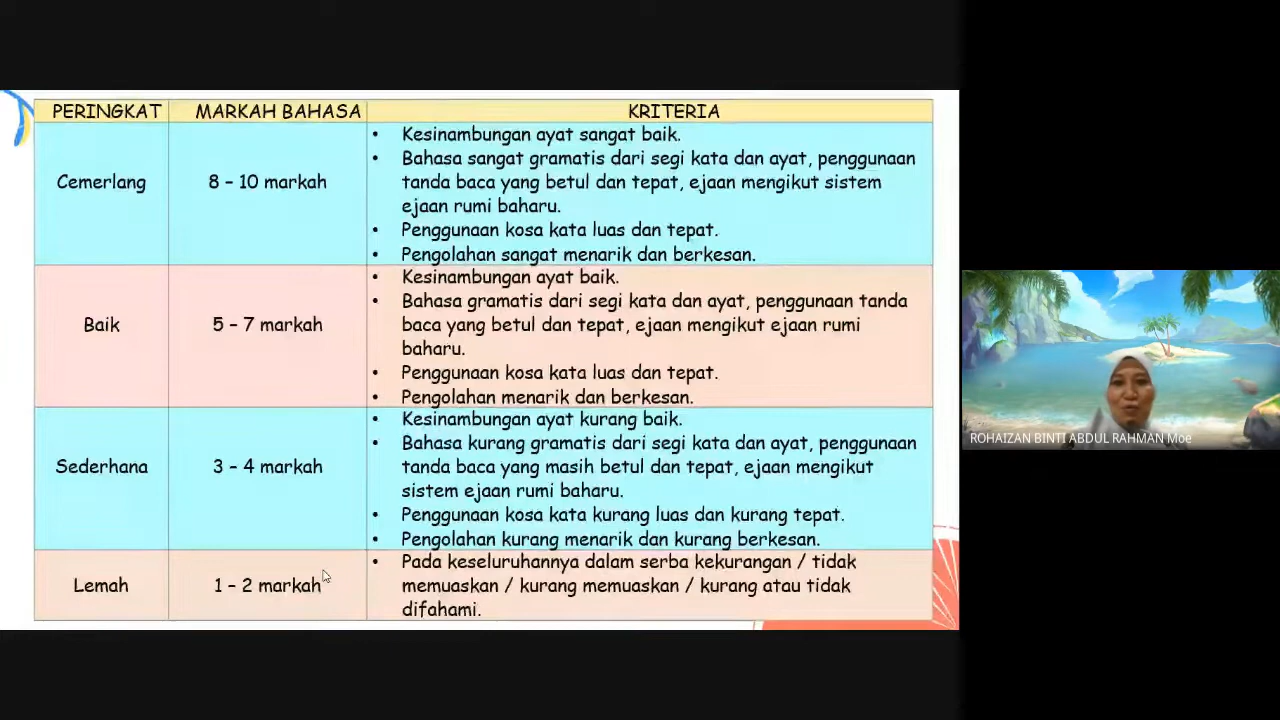 PERINGKAT MARKAH BAHASA KRITERIA
Cemerlang
8 – 10 markah
• Kesinambungan ayat sangat baik.
• Bahasa sangat gramatis dari segi kata dan ayat, penggunaan
tanda baca yang betul dan tepat, ejaan mengikut sistem
ejaan rumi baharu.
• Penggunaan kosa kata luas dan tepat.
• Pengolahan sangat menarik dan berkesan.
Baik
5 – 7 markah
• Kesinambungan ayat baik.
• Bahasa gramatis dari segi kata dan ayat, penggunaan tanda
baca yang betul dan tepat, ejaan mengikut ejaan rumi
baharu.
• Penggunaan kosa kata luas dan tepat.
• Pengolahan menarik dan berkesan.
Sederhana
3 – 4 markah
• Kesinambungan ayat kurang baik.
• Bahasa kurang gramatis dari segi kata dan ayat, penggunaan
tanda baca yang masih betul dan tepat, ejaan mengikut
sistem ejaan rumi baharu.
• Penggunaan kosa kata kurang luas dan kurang tepat.
• Pengolahan kurang menarik dan kurang berkesan.
Lemah
1 – 2 markah
• Pada keseluruhannya dalam serba kekurangan / tidak
memuaskan / kurang memuaskan / kurang atau tidak
difahami.
ROHAIZAN BINTI ABDUL RAHMAN Moe